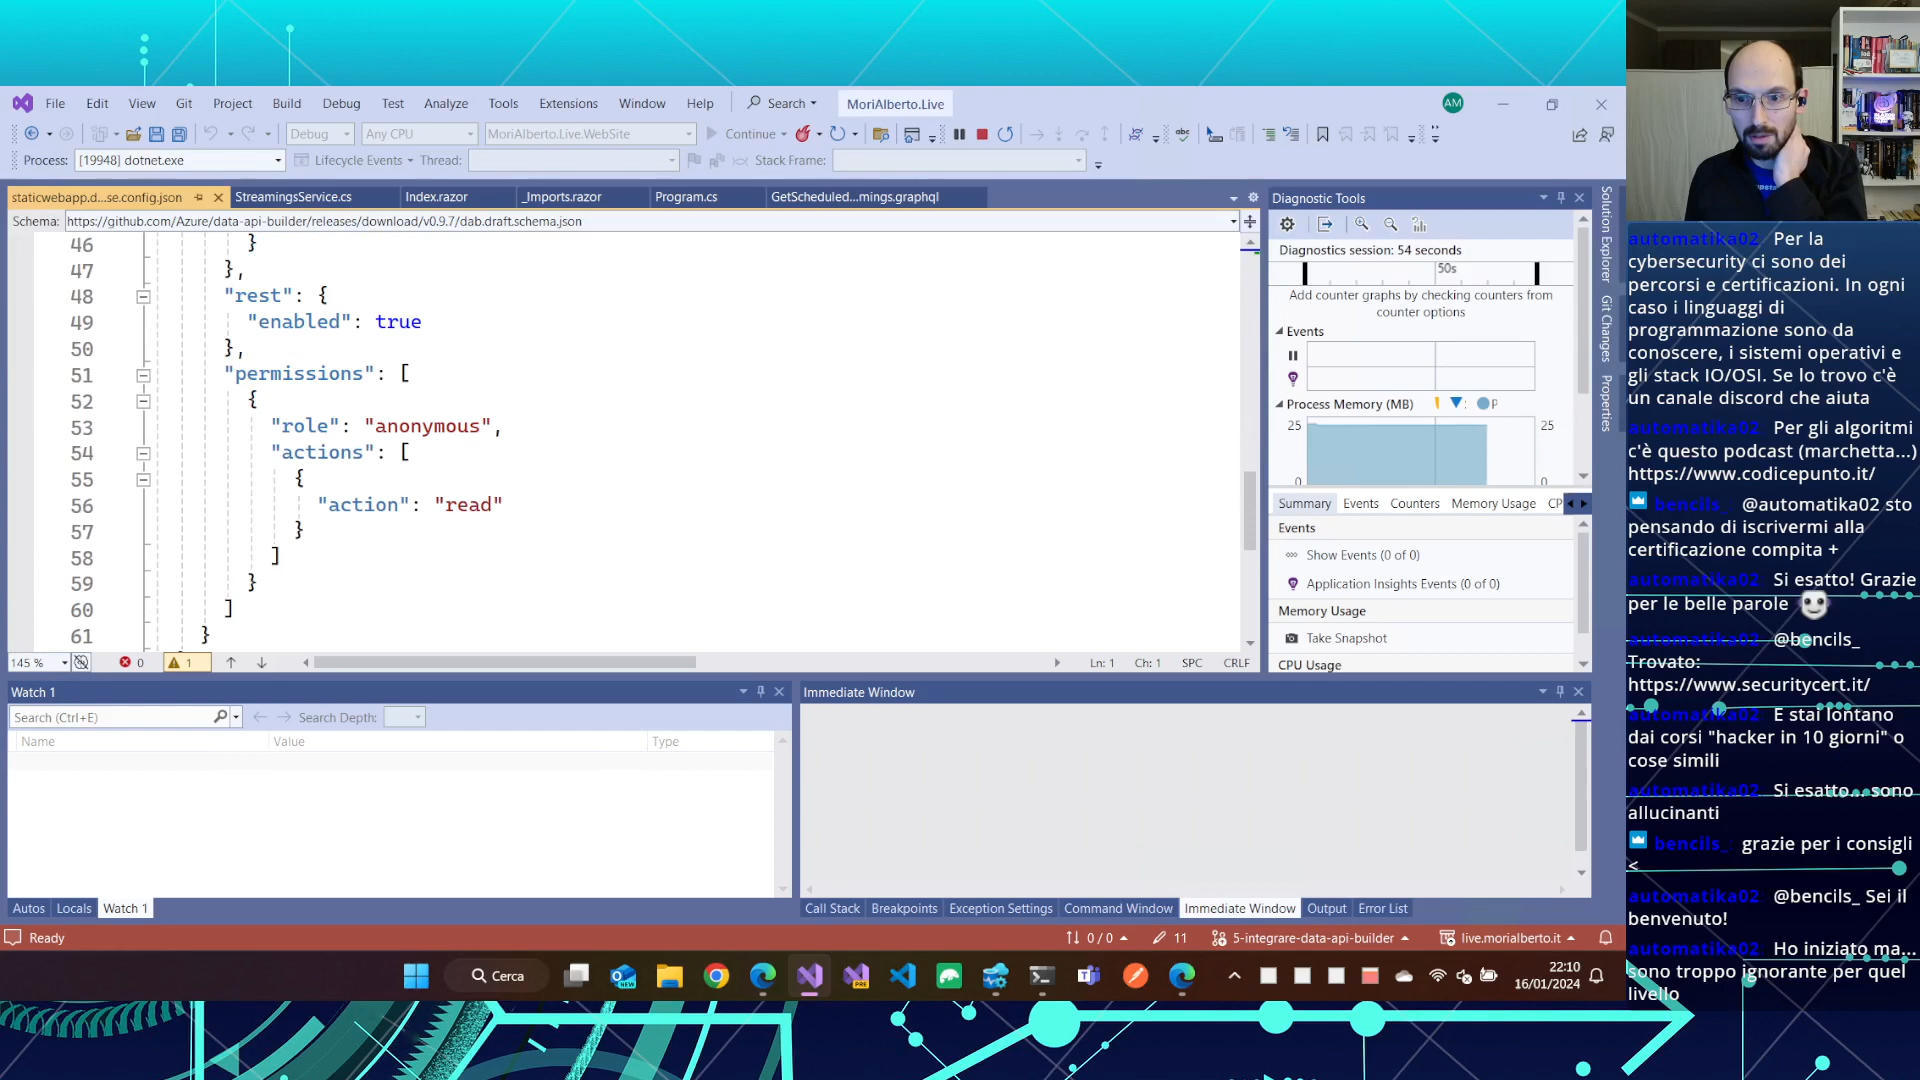 File Edit View Git Project Build Debug Test Analyze Tools Extensions Window Help Search MoriAlberto.Live AM
Debug Any CPU MoriAlberto.Live.WebSite Continue
Process: [19948] dotnet.exe Lifecycle Events Thread: Stack Frame:
staticwebapp.d...se.config.json StreamingsService.cs Index.razor _Imports.razor Program.cs GetScheduled...mings.graphql
Schema: https://github.com/Azure/data-api-builder/releases/download/v0.9.7/dab.draft.schema.json
46 }
47 },
48 "rest": {
49 "enabled": true
50 },
51 "permissions": [
52 {
53 "role": "anonymous",
54 "actions": [
55 {
56 "action": "read"
57 }
58 ]
59 }
60 ]
61 }
145 % 0 1 Ln: 1 Ch: 1 SPC CRLF
Diagnostic Tools
Diagnostics session: 54 seconds
50s
Add counter graphs by checking counters from
counter options
Events
Process Memory (MB) P
25 25
0 0
Summary Events Counters Memory Usage CP
Events
Show Events (0 of 0)
Application Insights Events (0 of 0)
Memory Usage
Take Snapshot
CPU Usage
Solution Explorer
Git Changes
Properties
Watch 1
Search (Ctrl+E) Search Depth:
Name Value Type
Autos Locals Watch 1
Immediate Window
Call Stack Breakpoints Exception Settings Command Window Immediate Window Output Error List
Ready 0 / 0 11 5-integrare-data-api-builder live.morialberto.it
Cerca NEW PRE
22:10
16/01/2024
automatika02 Per la
cybersecurity ci sono dei
percorsi e certificazioni. In ogni
caso i linguaggi di
programmazione sono da
conoscere, i sistemi operativi e
gli stack IO/OSI. Se lo trovo c'è
un canale discord che aiuta
automatika02 Per gli algoritmi
c'è questo podcast (marchetta...)
https://www.codicepunto.it/
bencils_ @automatika02 sto
pensando di iscrivermi alla
certificazione compita +
automatika02 Si esatto! Grazie
per le belle parole
automatika02 @bencils_
Trovato:
https://www.securitycert.it/
automatika02 E stai lontano
dai corsi "hacker in 10 giorni" o
cose simili
automatika02 Si esatto... sono
allucinanti
bencils_ grazie per i consigli
<
automatika02 @bencils_ Sei il
benvenuto!
automatika02 Ho iniziato ma...
sono troppo ignorante per quel
livello